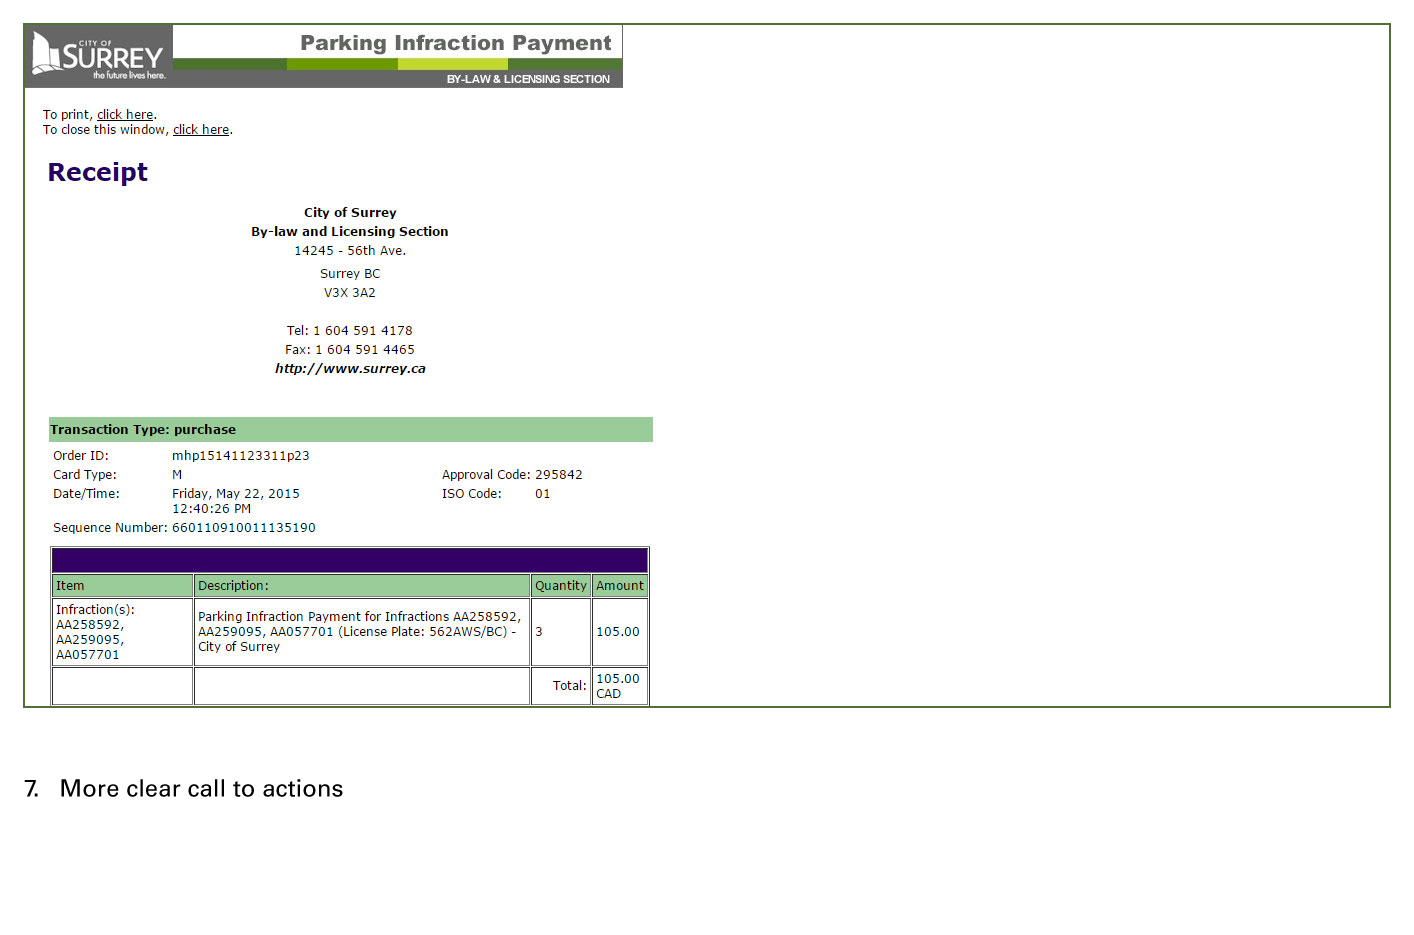 CITY OF
SURREY
the future lives here.
Parking Infraction Payment
BY-LAW & LICENSING SECTION
To print, click here.
To close this window, click here.
Receipt
City of Surrey
By-law and Licensing Section
14245 - 56th Ave.
Surrey BC
V3X 3A2
Tel: 1 604 591 4178
Fax: 1 604 591 4465
http://www.surrey.ca
Transaction Type: purchase
Order ID: mhp15141123311p23
Card Type: M Approval Code: 295842
Date/Time: Friday, May 22, 2015 ISO Code: 01
12:40:26 PM
Sequence Number: 660110910011135190
Item Description: Quantity Amount
Infraction(s):
AA258592,
AA259095,
AA057701
Parking Infraction Payment for Infractions AA258592,
AA259095, AA057701 (License Plate: 562AWS/BC) -
City of Surrey
3
105.00
Total:
105.00
CAD
7. More clear call to actions